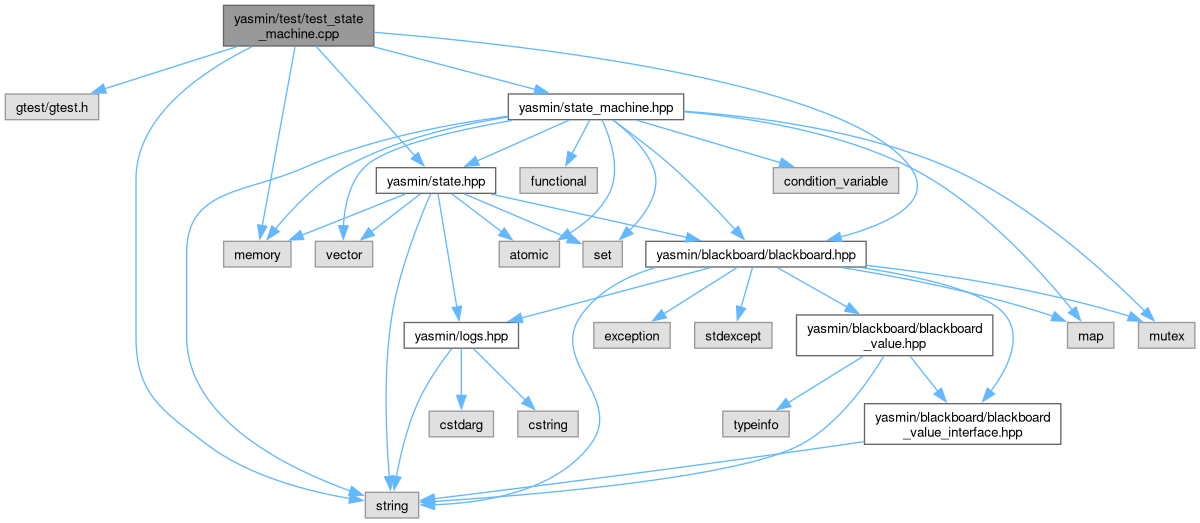 yasmin/test/test_state
_machine.cpp
gtest/gtest.h
yasmin/state_machine.hpp
yasmin/state.hpp
functional
condition_variable
memory
vector
atomic
set
yasmin/blackboard/blackboard.hpp
yasmin/logs.hpp
exception
stdexcept
yasmin/blackboard/blackboard
_value.hpp
map
mutex
cstdarg
cstring
typeinfo
yasmin/blackboard/blackboard
_value_interface.hpp
string